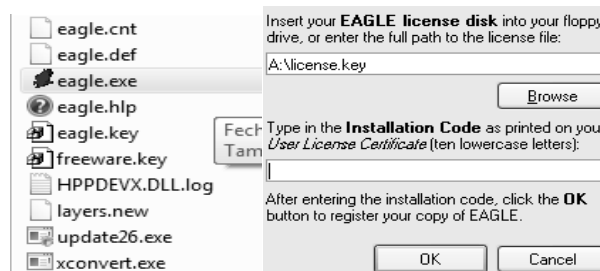 eagle.cnt
eagle.def
eagle.exe
eagle.hlp
eagle.key
freeware.key
HPPDEVX.DLL.log
layers.new
update26.exe
xconvert.exe
Fech
Tam
Insert your EAGLE license disk into your floppy
drive, or enter the full path to the license file:
A:\license.key
Browse
Type in the Installation Code as printed on you
User License Certificate (ten lowercase letters):
After entering the installation code, click the OK
button to register your copy of EAGLE.
OK
Cancel